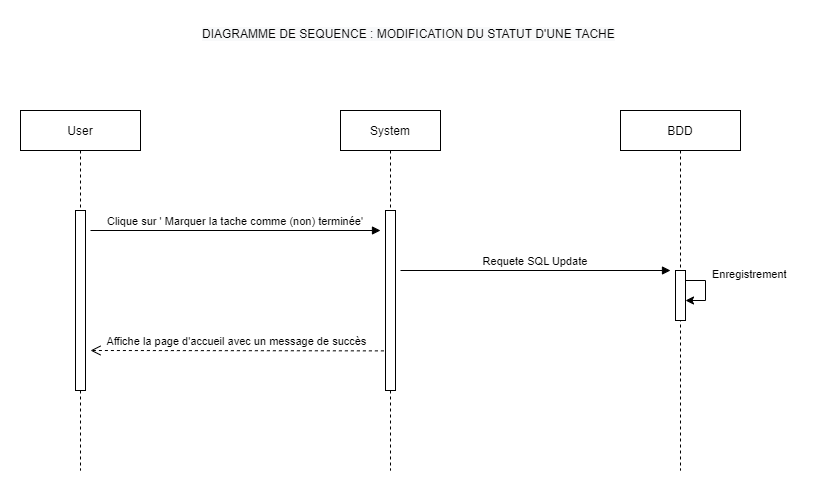 DIAGRAMME DE SEQUENCE : MODIFICATION DU STATUT D'UNE TACHE
User
System
BDD
Clique sur ' Marquer la tache comme (non) terminée'
Requete SQL Update
Enregistrement
Affiche la page d'accueil avec un message de succès